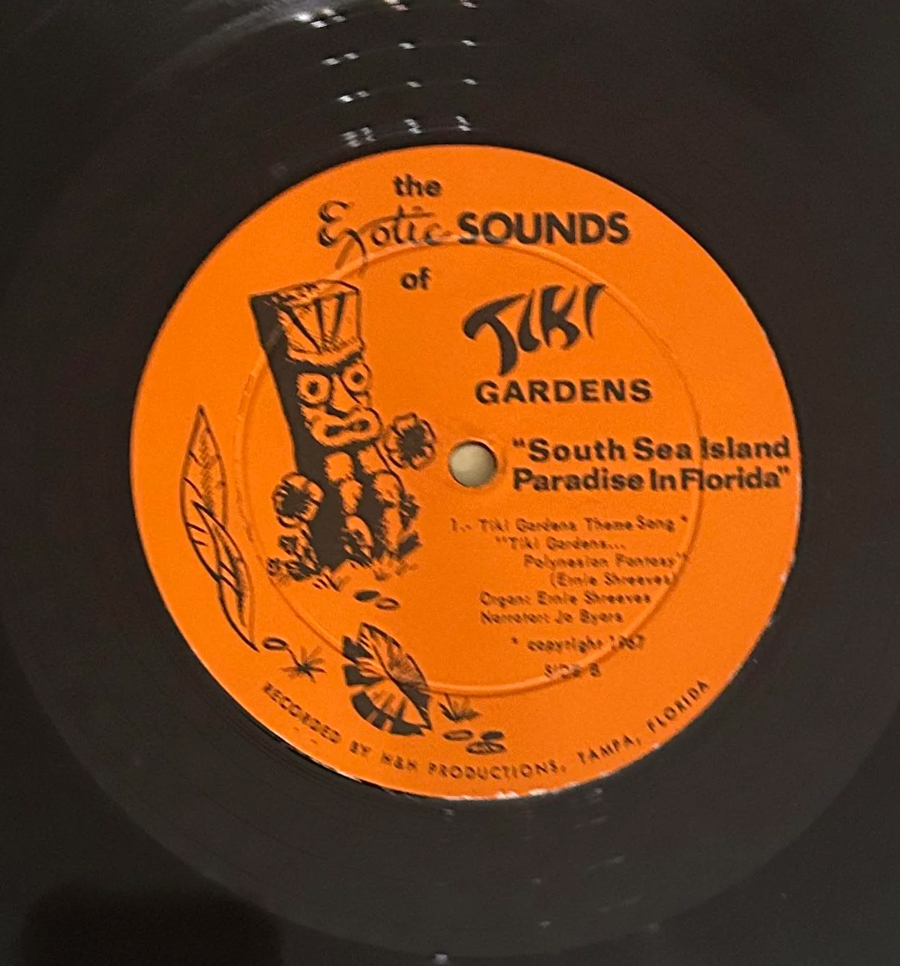 the
Exotic SOUNDS
of
TIKI
GARDENS
"South Sea Island
Paradise In Florida"
1.- Tiki Gardens Theme Song *
"Tiki Gardens...
Polynesian Fantasy"
(Ernie Shreeves)
Organ: Ernie Shreeves
Narrator: Jo Byars
* copyright 1967
SIDE B
RECORDED BY H&H PRODUCTIONS, TAMPA, FLORIDA